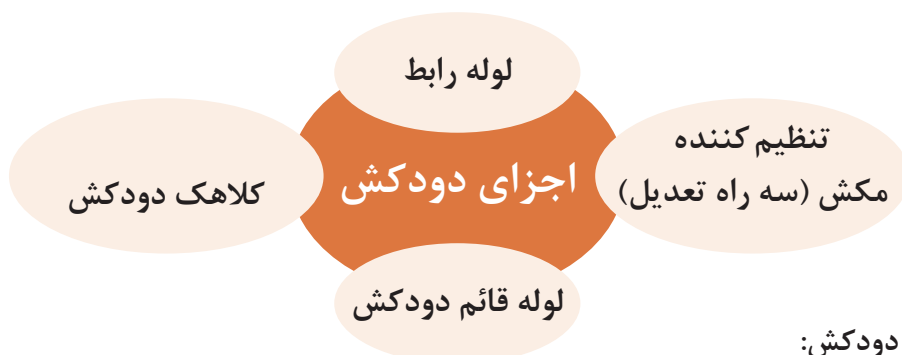 لوله رابط
تنظیم کننده
مکش (سه راه تعدیل)
اجزای دودکش
کلاهک دودکش
لوله قائم دودکش
دودکش: